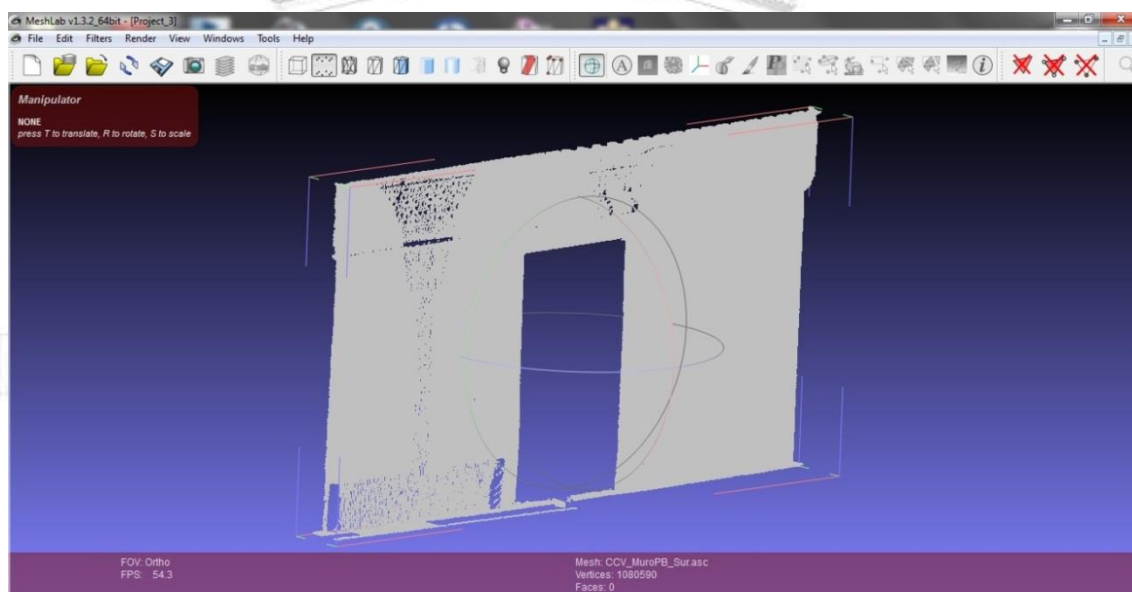 MeshLab v1.3.2_64bit - [Project_3]
File Edit Filters Render View Windows Tools Help
Manipulator
NONE
press T to translate, R to rotate, S to scale
FOV: Ortho
FPS: 54.3
Mesh: CCV_MuroPB_Sur.asc
Vertices: 1080590
Faces: 0